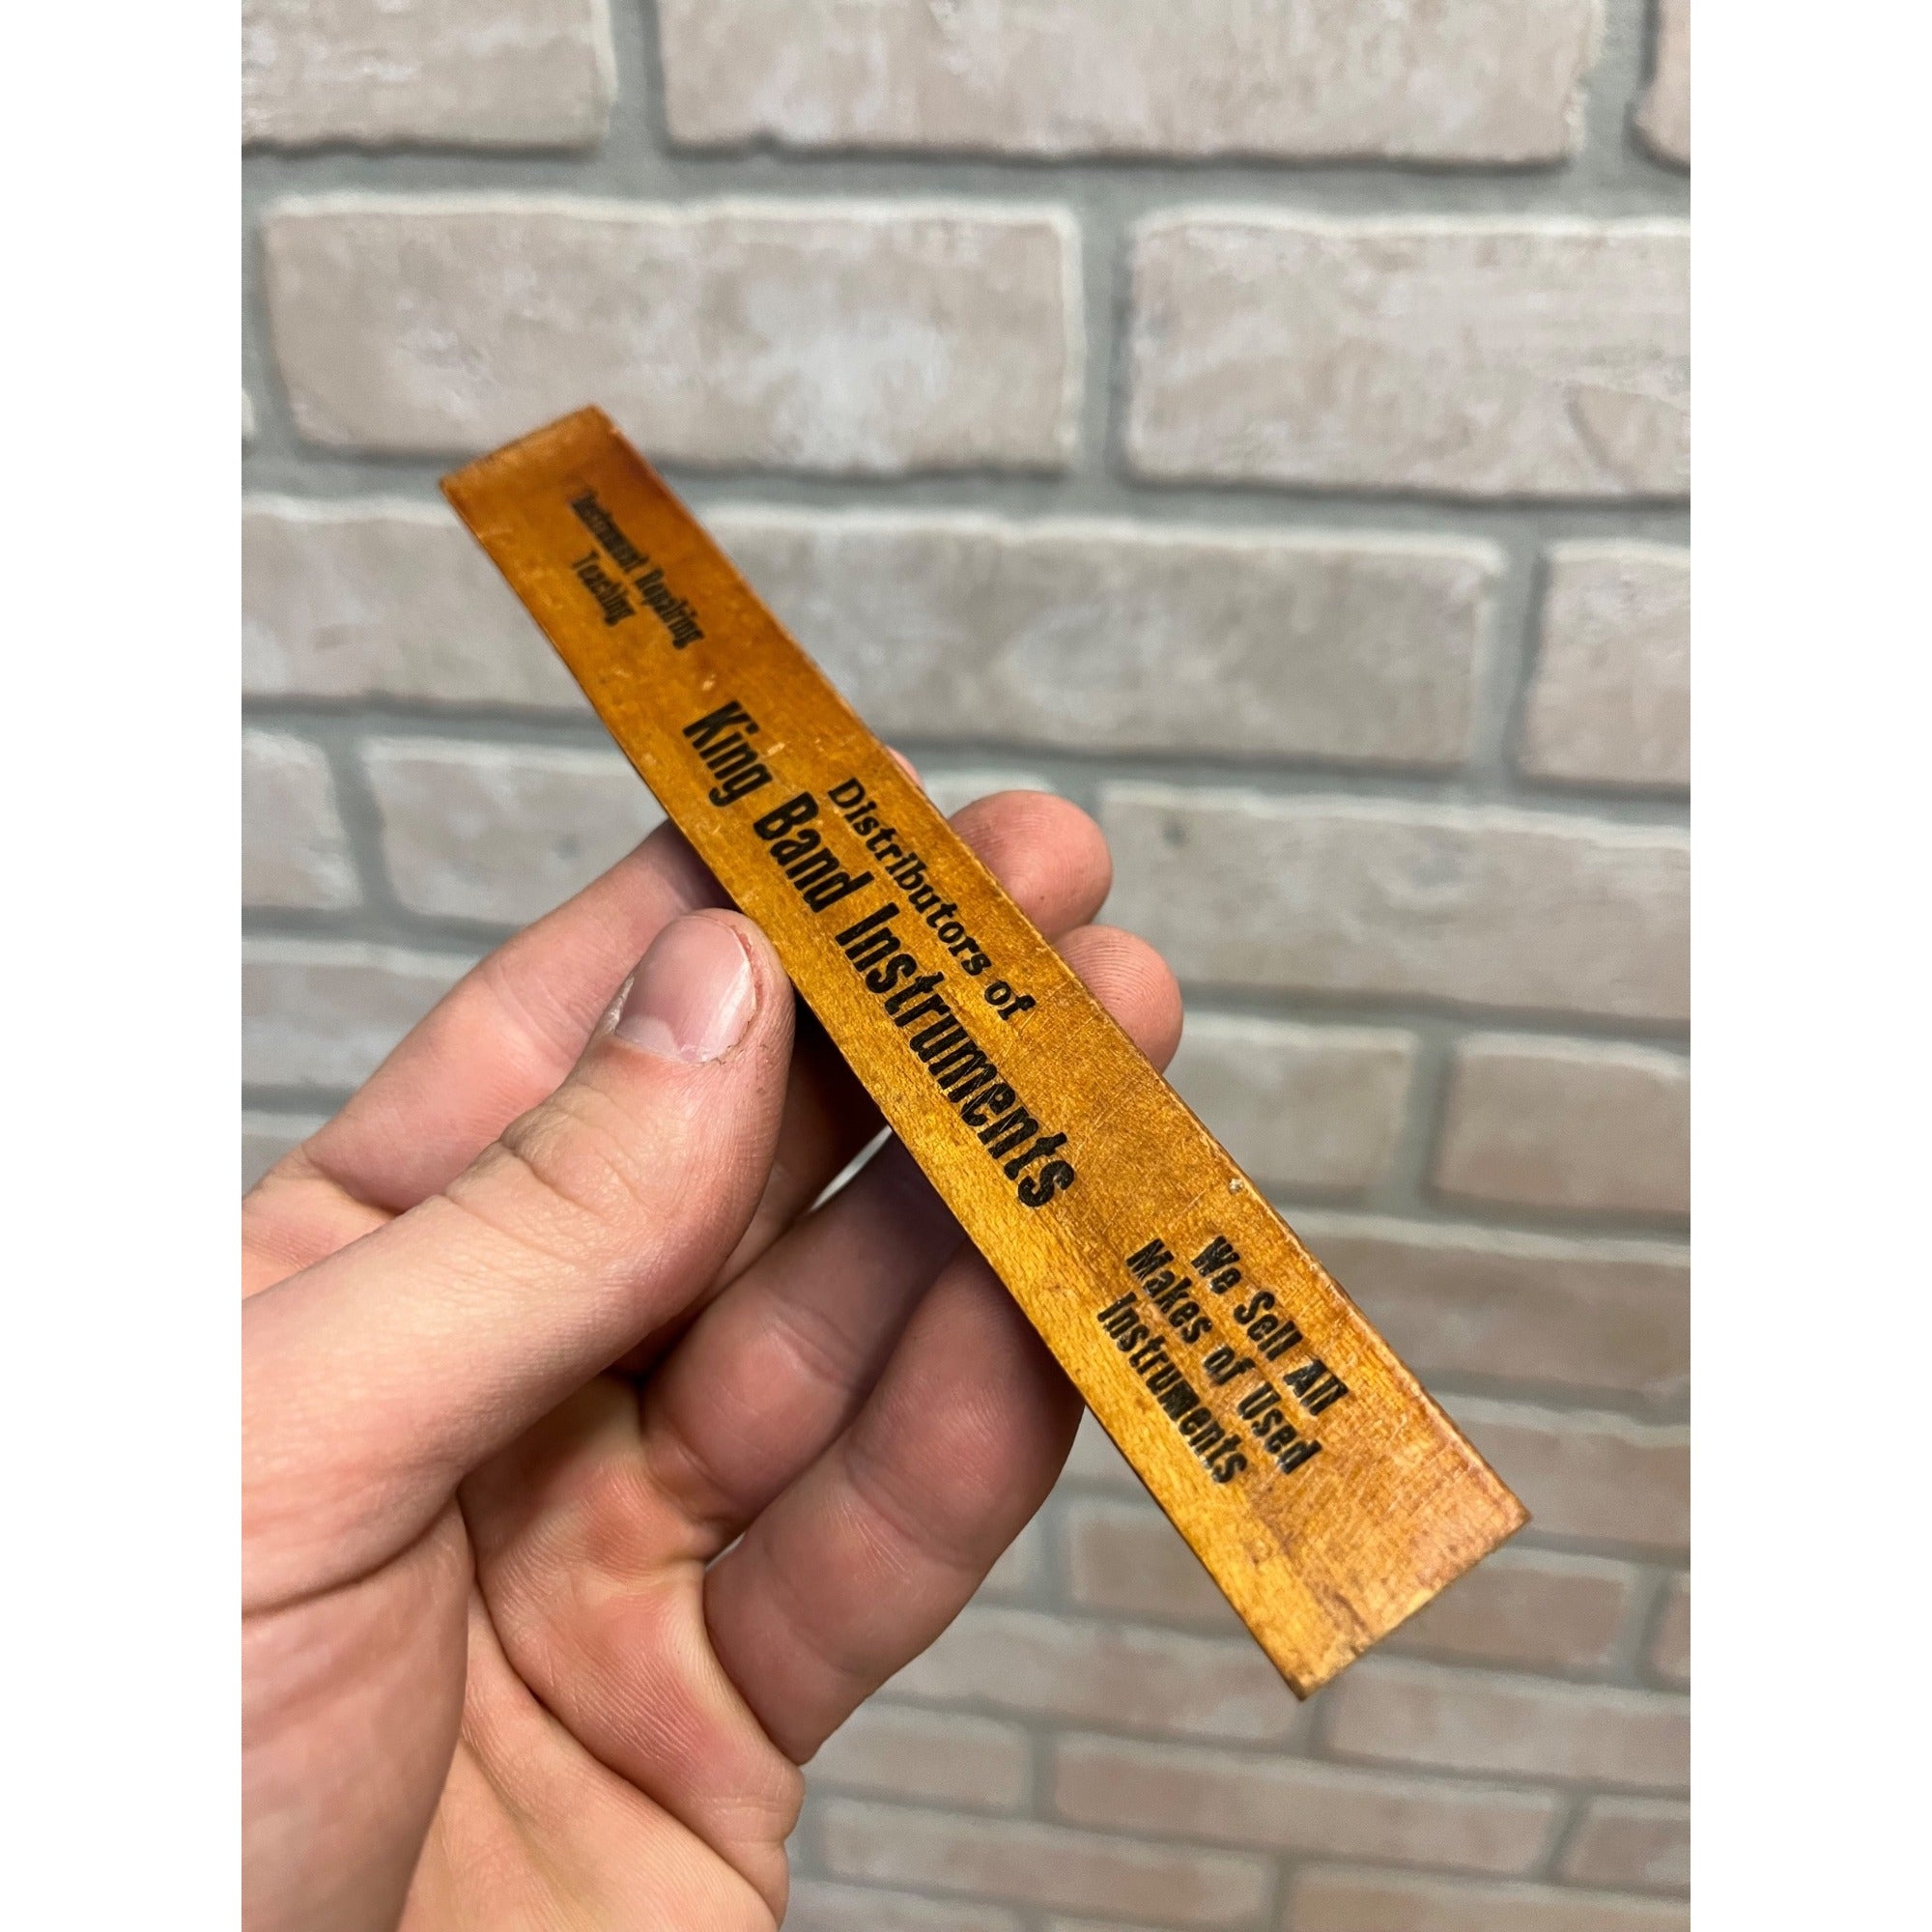 Instrument Repairing
Teaching
Distributors of
King Band Instruments
We Sell All
Makes of Used
Instruments